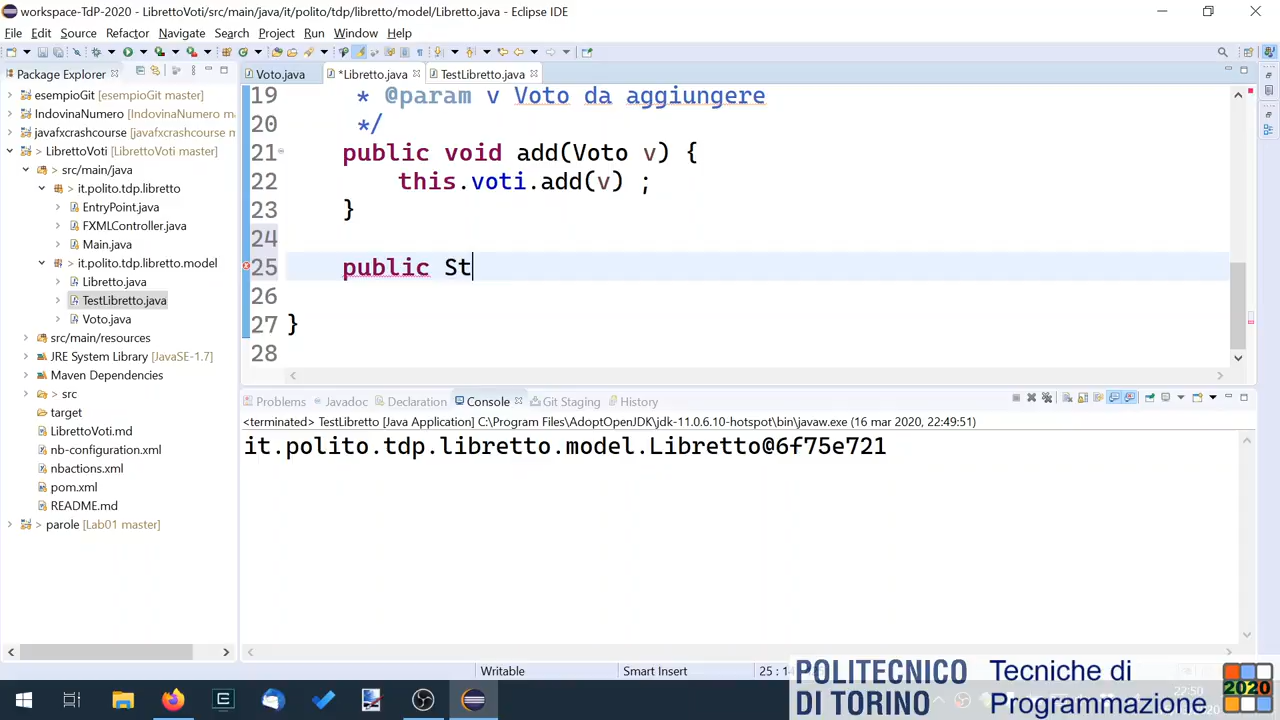 workspace-TdP-2020 - LibrettoVoti/src/main/java/it/polito/tdp/libretto/model/Libretto.java - Eclipse IDE
File Edit Source Refactor Navigate Search Project Run Window Help
Package Explorer
Voto.java
*Libretto.java
TestLibretto.java
esempioGit [esempioGit master]
IndovinaNumero [IndovinaNumero ma
javafxcrashcourse [javafxcrashcourse m
> LibrettoVoti [LibrettoVoti master]
> src/main/java
> it.polito.tdp.libretto
EntryPoint.java
FXMLController.java
Main.java
> it.polito.tdp.libretto.model
Libretto.java
TestLibretto.java
Voto.java
src/main/resources
JRE System Library [JavaSE-1.7]
Maven Dependencies
> src
target
LibrettoVoti.md
nb-configuration.xml
nbactions.xml
pom.xml
README.md
> parole [Lab01 master]
19 * @param v Voto da aggiungere
20 */
21 public void add(Voto v) {
22 this.voti.add(v) ;
23 }
24
25 public St
26
27 }
28
Problems Javadoc Declaration Console Git Staging History
<terminated> TestLibretto [Java Application] C:\Program Files\AdoptOpenJDK\jdk-11.0.6.10-hotspot\bin\javaw.exe (16 mar 2020, 22:49:51)
it.polito.tdp.libretto.model.Libretto@6f75e721
Writable
Smart Insert
POLITECNICO
DI TORINO
Tecniche di
Programmazione
2020